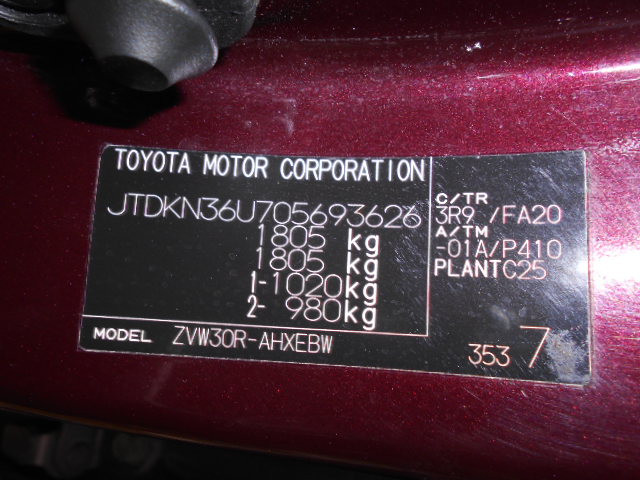 TOYOTA MOTOR CORPORATION
JTDKN36U705693626
1805 kg
1805 kg
1-1020kg
2- 980kg
C/TR
3R9 /FA20
A/TM
-01A/P410
PLANTC25
MODEL ZVW30R-AHXEBW
353 7